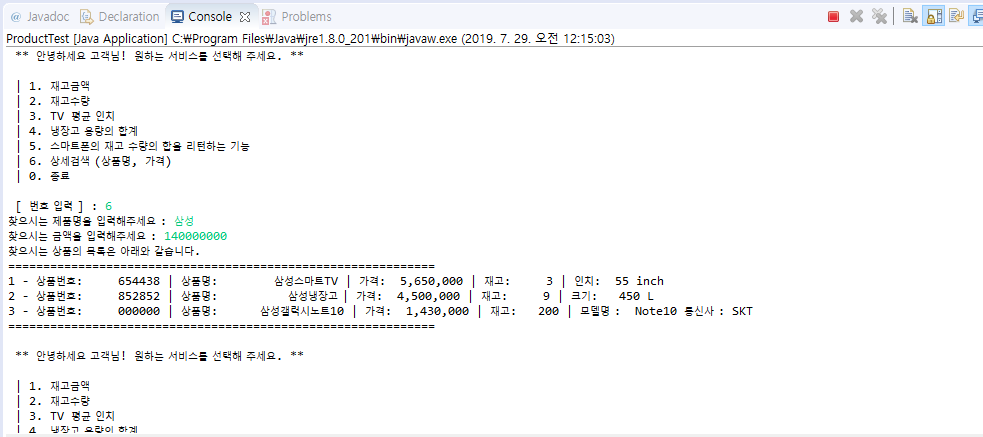 @ Javadoc Declaration Console Problems
ProductTest [Java Application] C:₩Program Files₩Java₩jre1.8.0_201₩bin₩javaw.exe (2019. 7. 29. 오전 12:15:03)
** 안녕하세요 고객님! 원하는 서비스를 선택해 주세요. **
| 1. 재고금액
| 2. 재고수량
| 3. TV 평균 인치
| 4. 냉장고 용량의 합계
| 5. 스마트폰의 재고 수량의 합을 리턴하는 기능
| 6. 상세검색 (상품명, 가격)
| 0. 종료
[ 번호 입력 ] : 6
찾으시는 제품명을 입력해주세요 : 삼성
찾으시는 금액을 입력해주세요 : 140000000
찾으시는 상품의 목록은 아래와 같습니다.
=============================================================
1 - 상품번호: 654438 | 상품명: 삼성스마트TV | 가격: 5,650,000 | 재고: 3 | 인치: 55 inch
2 - 상품번호: 852852 | 상품명: 삼성냉장고 | 가격: 4,500,000 | 재고: 9 | 크기: 450 L
3 - 상품번호: 000000 | 상품명: 삼성갤럭시노트10 | 가격: 1,430,000 | 재고: 200 | 모델명 : Note10 통신사 : SKT
=============================================================
** 안녕하세요 고객님! 원하는 서비스를 선택해 주세요. **
| 1. 재고금액
| 2. 재고수량
| 3. TV 평균 인치
| 4. 냉장고 용량의 합계